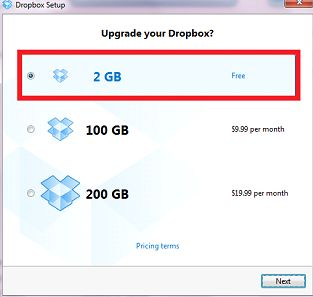 Dropbox Setup
Upgrade your Dropbox?
2 GB Free
100 GB $9.99 per month
200 GB $19.99 per month
Pricing terms
Next